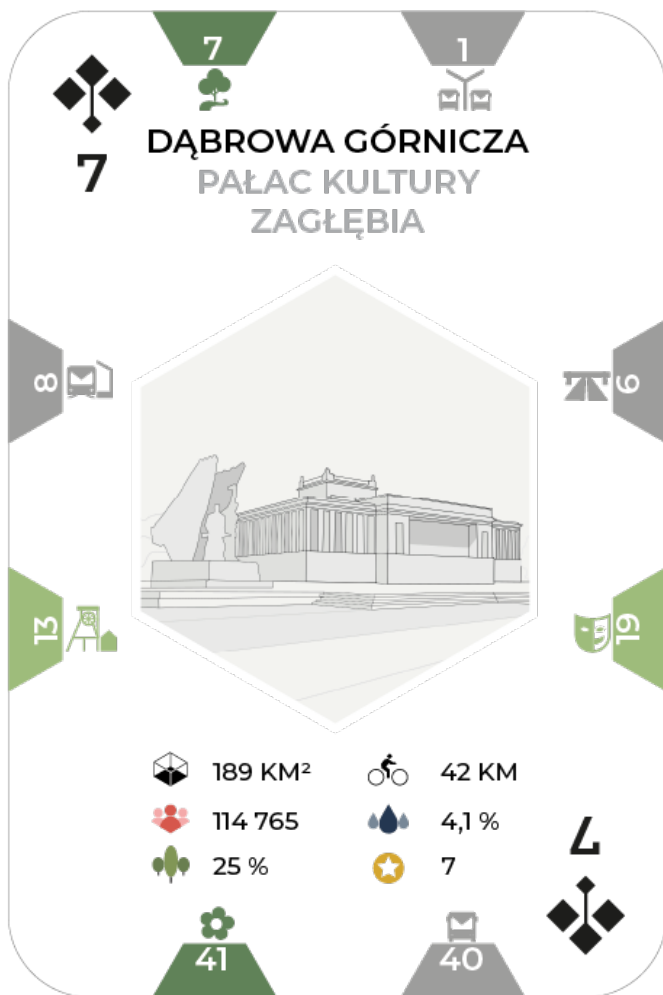 7 1
7
DĄBROWA GÓRNICZA
PAŁAC KULTURY
ZAGŁĘBIA
8 6
13 19
189 KM² 42 KM
114 765 4,1 %
25 % 7
7
41 40